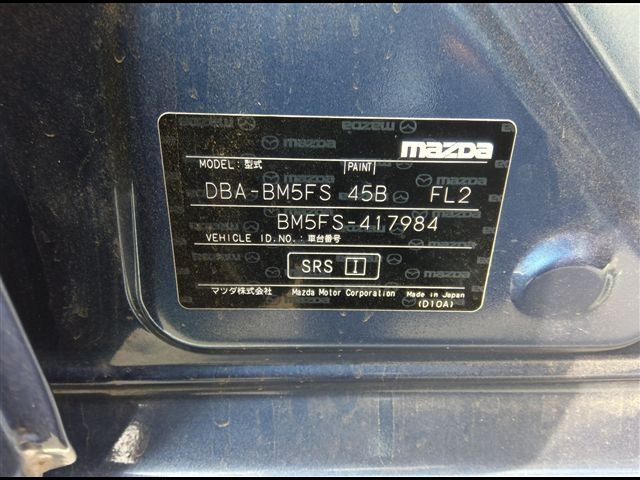 mazda
MODEL: 型式 PAINT
DBA-BM5FS 45B FL2
BM5FS-417984
VEHICLE ID.NO.: 車台番号
SRS I
マツダ株式会社 Mazda Motor Corporation Made in Japan
(D10A)